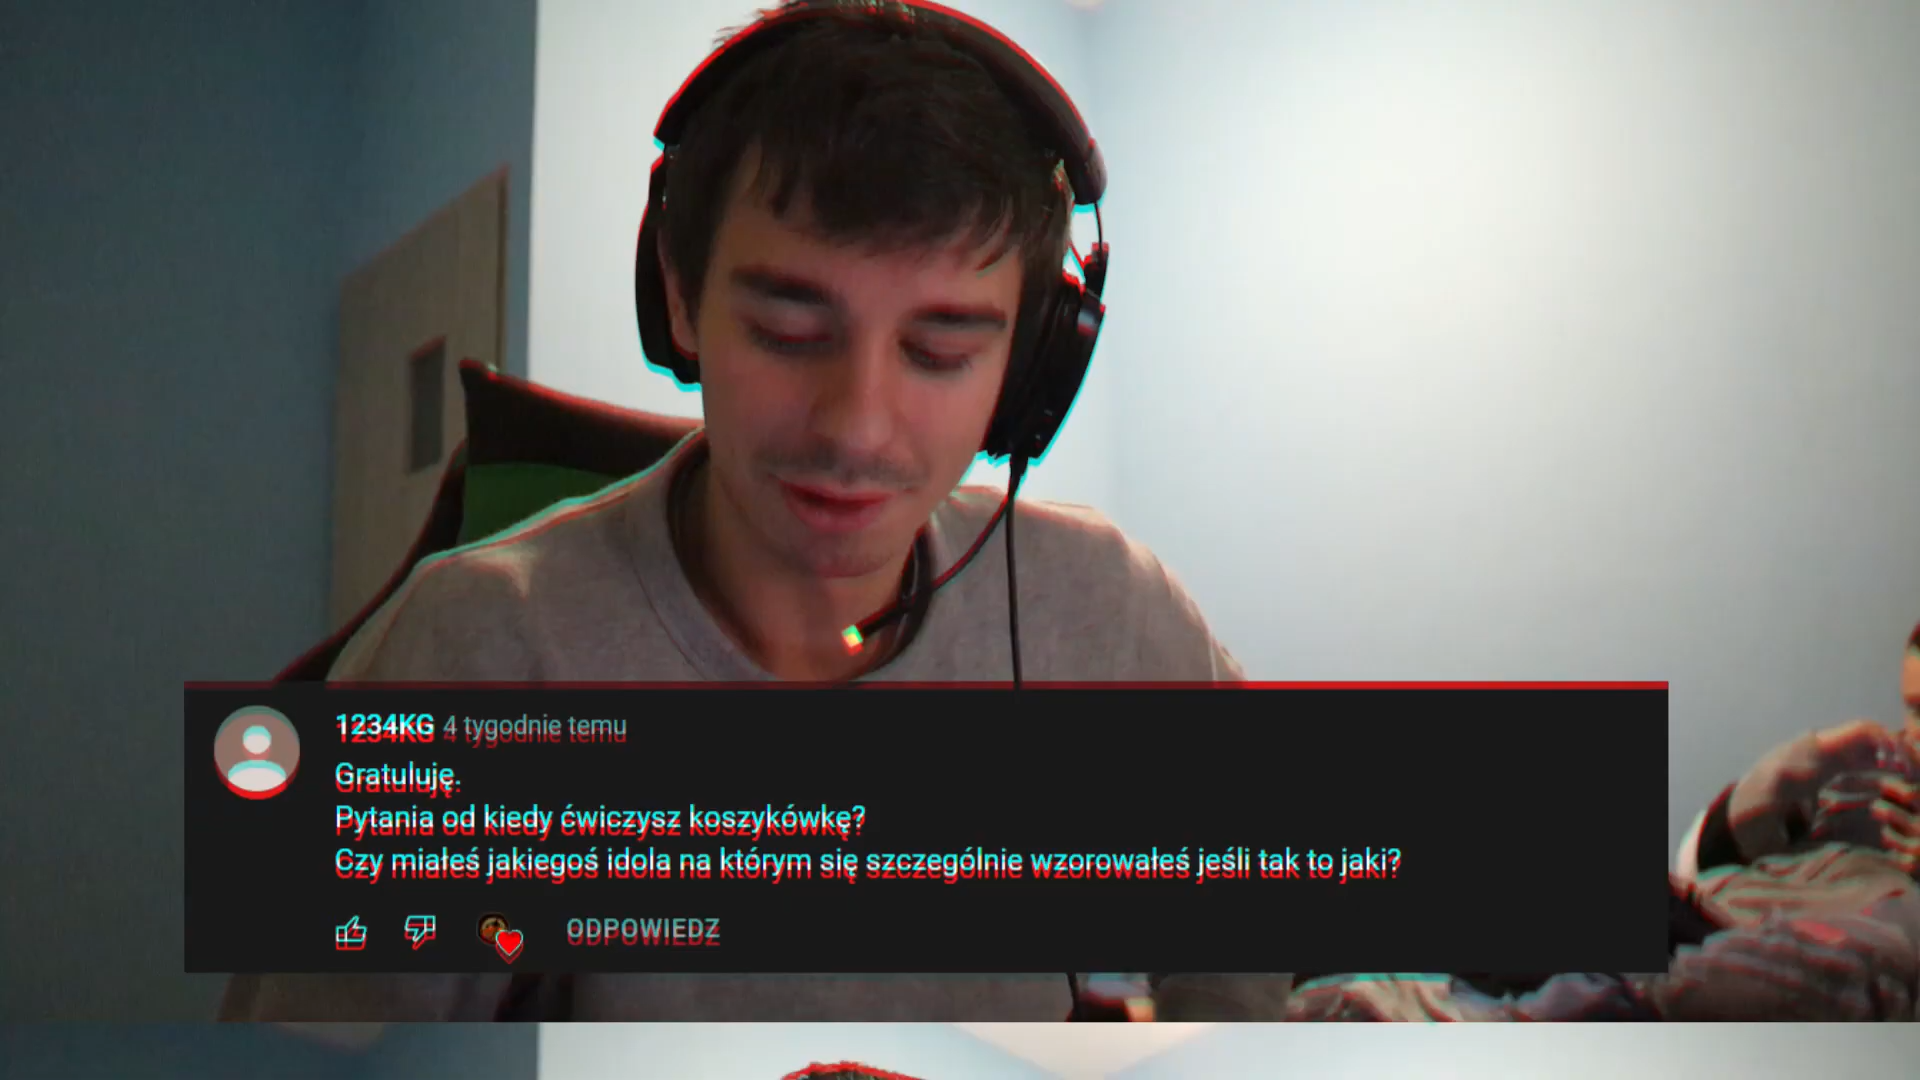 1234KG 4 tygodnie temu
Gratuluję.
Pytania od kiedy ćwiczysz koszykówkę?
Czy miałeś jakiegoś idola na którym się szczególnie wzorowałeś jeśli tak to jaki?
ODPOWIEDZ